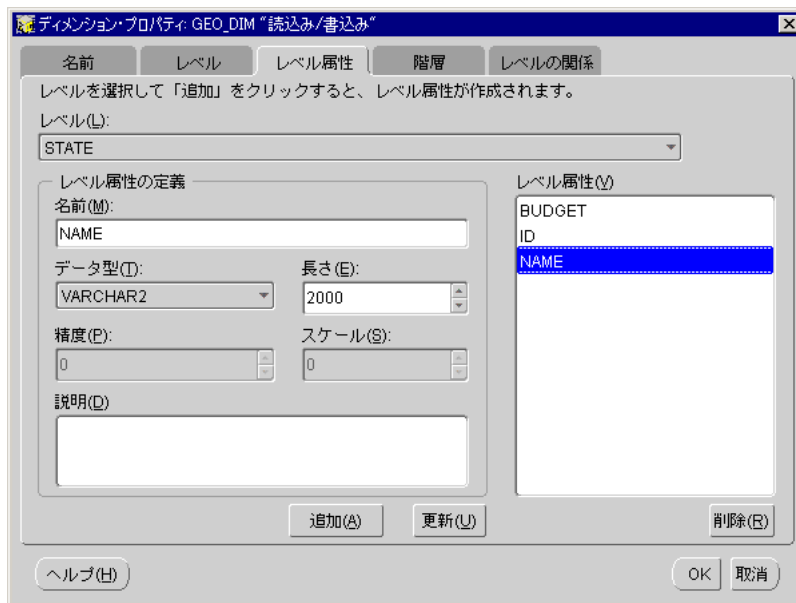 ディメンション・プロパティ: GEO_DIM "読込み/書込み"
名前 レベル レベル属性 階層 レベルの関係
レベルを選択して「追加」をクリックすると、レベル属性が作成されます。
レベル(L):
STATE
レベル属性の定義
名前(M):
NAME
データ型(T): 長さ(E):
VARCHAR2 2000
精度(P): スケール(S):
0 0
説明(D)
追加(A) 更新(U)
レベル属性(V)
BUDGET
ID
NAME
削除(R)
ヘルプ(H) OK 取消